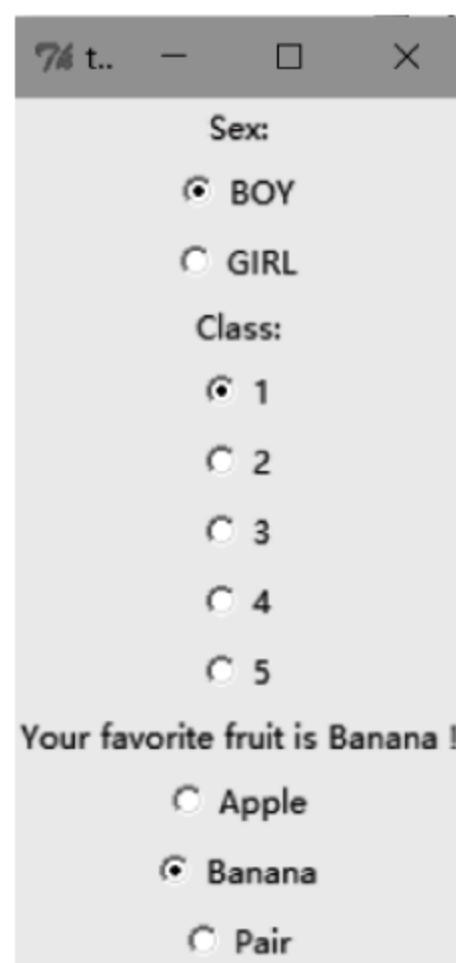 t..
Sex:
BOY
GIRL
Class:
1
2
3
4
5
Your favorite fruit is Banana !
Apple
Banana
Pair